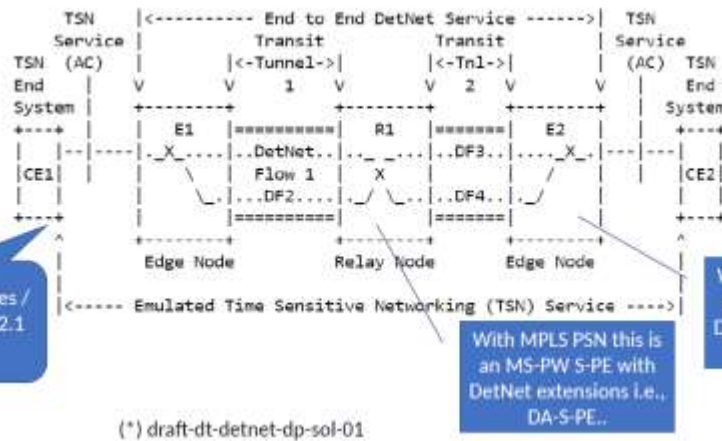 TSN |<---------- End to End DetNet Service ------>| TSN
Service | Transit Transit | Service
TSN (AC) | |<-Tunnel->| |<-Tnl->| | (AC) TSN
End | V V 1 V V 2 V V | End
System | +--------+ +--------+ +--------+ | System
+---+ | | E1 |==========| R1 |=======| E2 | | +---+
| |--|----|._X_....|..DetNet..|._ _...|..DF3..|...._X_.|---|---| |
|CE1| | | \ | Flow 1 | X | | / | | |CE2|
| | | \_.|...DF2....|._/ \_..|..DF4..|._/ | | |
+---+ | |==========| |=======| | +---+
+--------+ +--------+ +--------+
Edge Node Relay Node Edge Node
|<----- Emulated Time Sensitive Networking (TSN) Service ---->|
es /
2.1
With MPLS PSN this is
an MS-PW S-PE with
DetNet extensions i.e.,
DA-S-PE..
(*) draft-dt-detnet-dp-sol-01